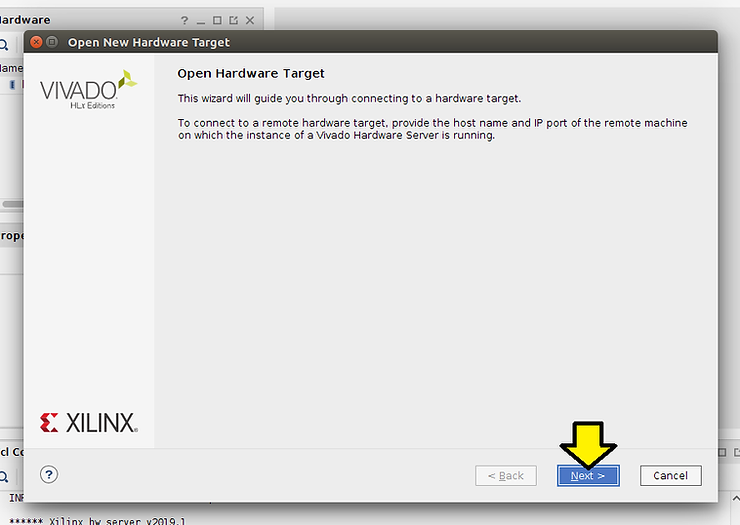 ardware
Open New Hardware Target
VIVADO
HLx Editions
Open Hardware Target
This wizard will guide you through connecting to a hardware target.
To connect to a remote hardware target, provide the host name and IP port of the remote machine
on which the instance of a Vivado Hardware Server is running.
ame
rope
XILINX
cl Co
? < Back Next > Cancel
INF
****** Xilinx hw_server v2019.1